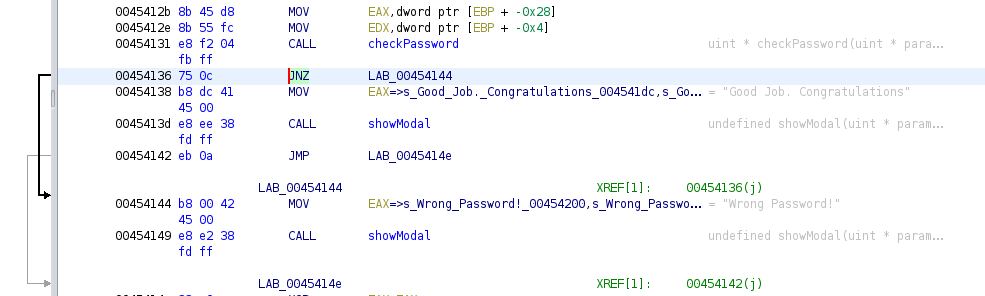 0045412b 8b 45 d8 MOV EAX,dword ptr [EBP + -0x28]
0045412e 8b 55 fc MOV EDX,dword ptr [EBP + -0x4]
00454131 e8 f2 04 CALL checkPassword uint * checkPassword(uint * para...
fb ff
00454136 75 0c JNZ LAB_00454144
00454138 b8 dc 41 MOV EAX=>s_Good_Job._Congratulations_004541dc,s_Go... = "Good Job. Congratulations"
45 00
0045413d e8 ee 38 CALL showModal undefined showModal(uint * param...
fd ff
00454142 eb 0a JMP LAB_0045414e
LAB_00454144 XREF[1]: 00454136(j)
00454144 b8 00 42 MOV EAX=>s_Wrong_Password!_00454200,s_Wrong_Passwo... = "Wrong Password!"
45 00
00454149 e8 e2 38 CALL showModal undefined showModal(uint * param...
fd ff
LAB_0045414e XREF[1]: 00454142(j)